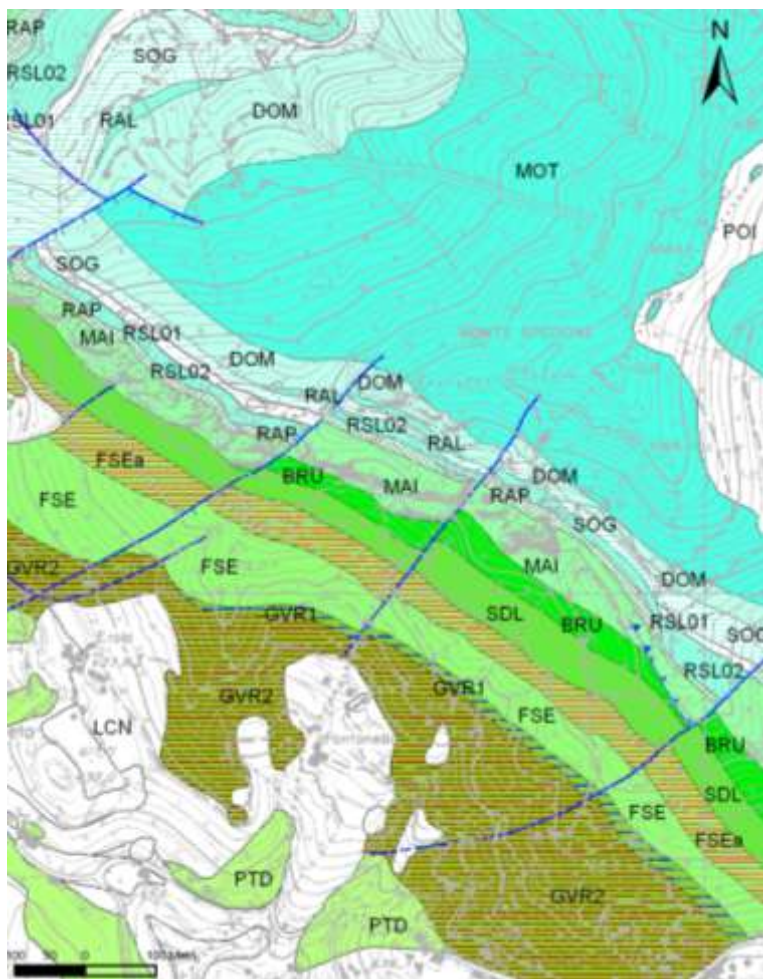 RAP
SOG
N
RSL02
RSL01
RAL
DOM
MOT
POI
SOG
RAP
MAI
RSL01
RSL02
DOM
RAL
DOM
RSL02
RAL
RAP
FSEa
BRU
MAI
RAP
DOM
SOG
FSE
MAI
DOM
GVR2
FSE
GVR1
SDL
BRU
RSL01
SOG
RSL02
GVR2
GVR1
FSE
LCN
BRU
SDL
FSE
FSEa
PTD
GVR2
PTD